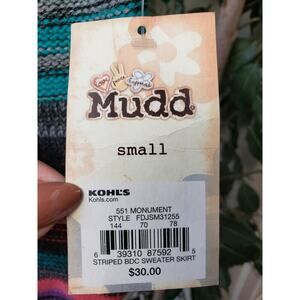 Mudd
small
KOHL'S
Kohls.com
551 MONUMENT
STYLE FDJSM31255
144 70 78
6 39310 87592 5
STRIPED BDC SWEATER SKIRT
$30.00